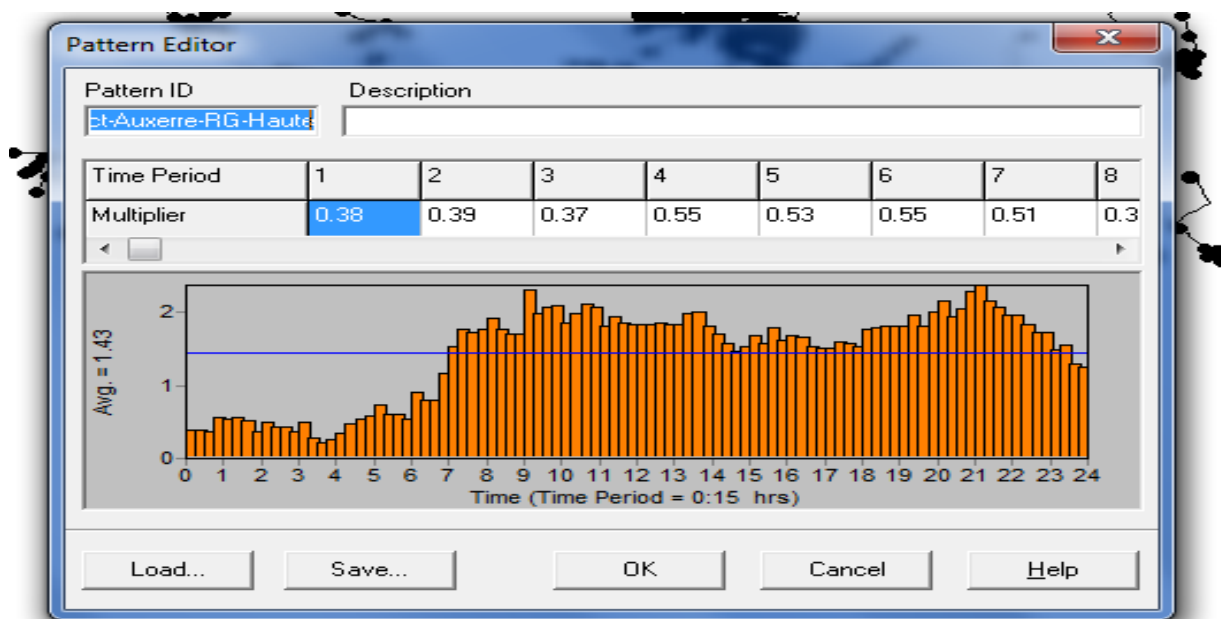 Pattern Editor
Pattern ID Description
ct-Auxerre-RG-Haute
Time Period 1 2 3 4 5 6 7 8
Multiplier 0.38 0.39 0.37 0.55 0.53 0.55 0.51 0.3
2
1
0
Avg. = 1.43
0 1 2 3 4 5 6 7 8 9 10 11 12 13 14 15 16 17 18 19 20 21 22 23 24
Time (Time Period = 0:15 hrs)
Load... Save... OK Cancel Help